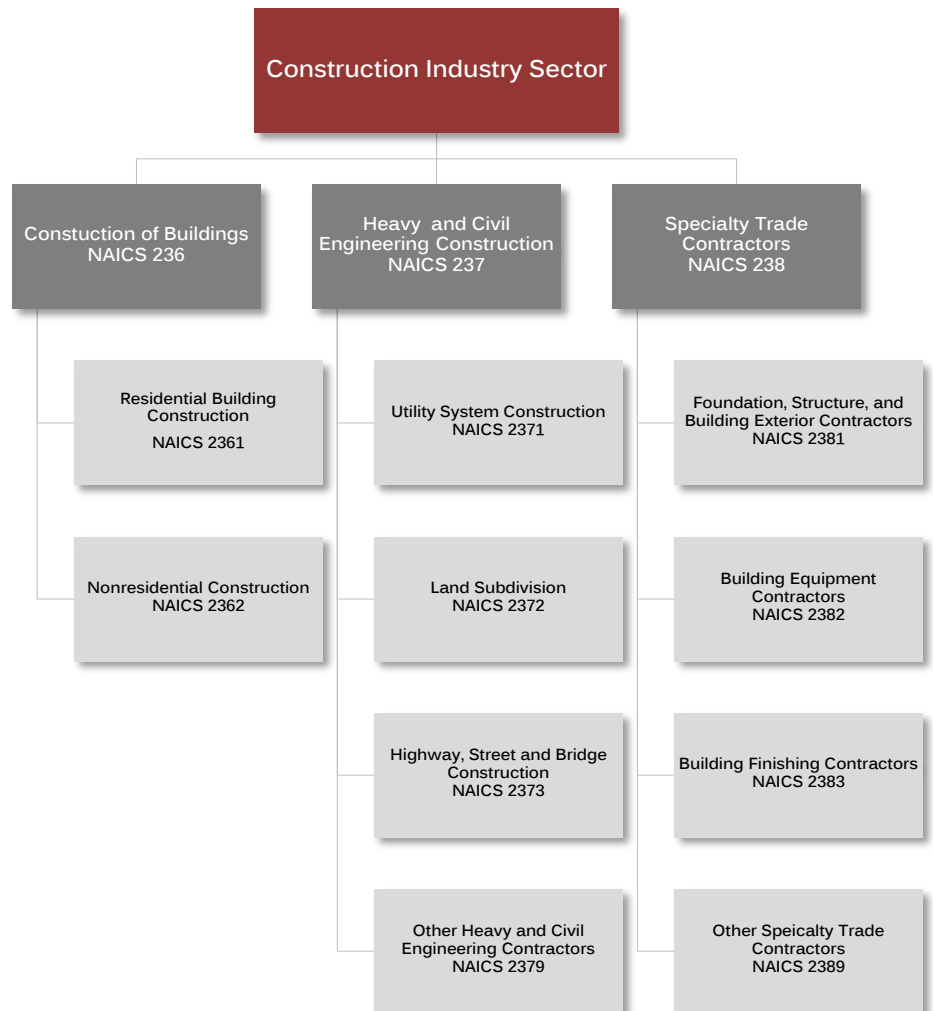 Construction Industry Sector
Constuction of Buildings
NAICS 236
Heavy and Civil
Engineering Construction
NAICS 237
Specialty Trade
Contractors
NAICS 238
Residential Building
Construction
NAICS 2361
Nonresidential Construction
NAICS 2362
Utility System Construction
NAICS 2371
Land Subdivision
NAICS 2372
Highway, Street and Bridge
Construction
NAICS 2373
Other Heavy and Civil
Engineering Contractors
NAICS 2379
Foundation, Structure, and
Building Exterior Contractors
NAICS 2381
Building Equipment
Contractors
NAICS 2382
Building Finishing Contractors
NAICS 2383
Other Speicalty Trade
Contractors
NAICS 2389